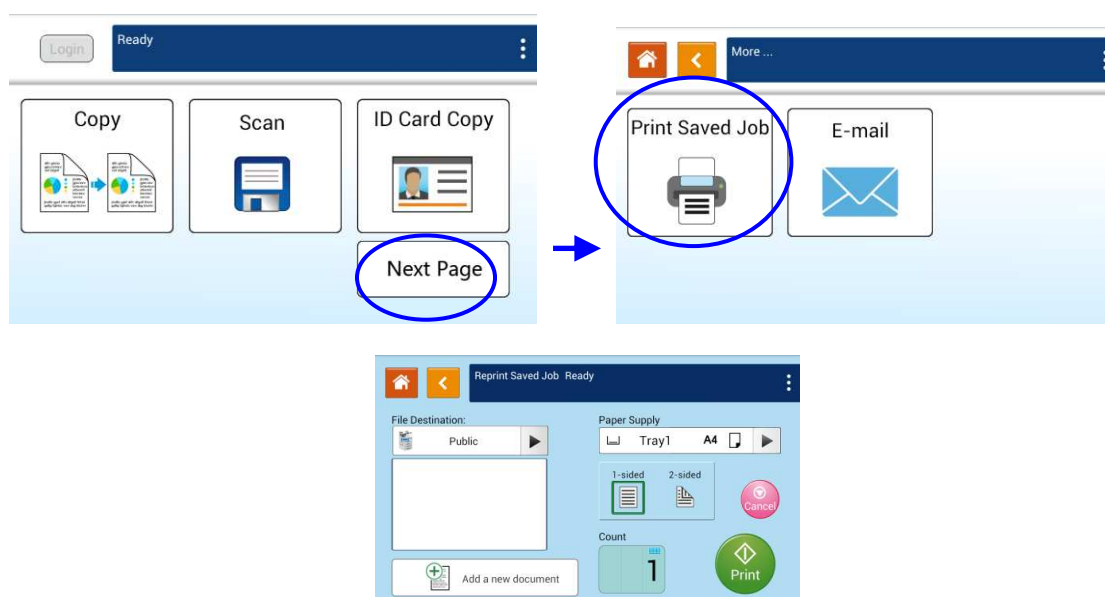 Login
Ready
Copy
Scan
ID Card Copy
Next Page
More ...
Print Saved Job
E-mail
Reprint Saved Job Ready
File Destination:
Public
Add a new document
Paper Supply
Tray1 A4
1-sided 2-sided
Cancel
Count
1
Print